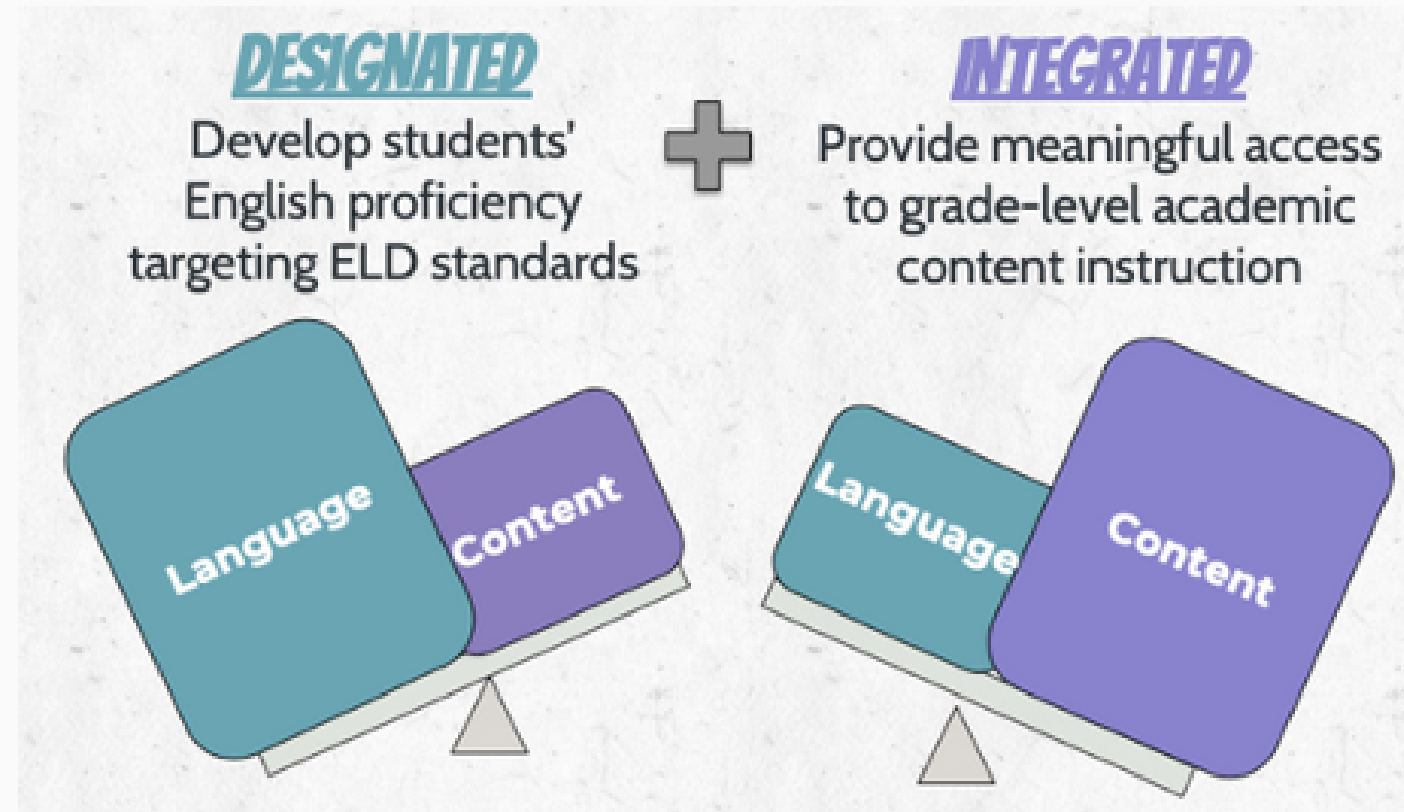 DESIGNATED
Develop students'
English proficiency
targeting ELD standards
INTEGRATED
Provide meaningful access
to grade-level academic
content instruction
Language
Content
Language
Content